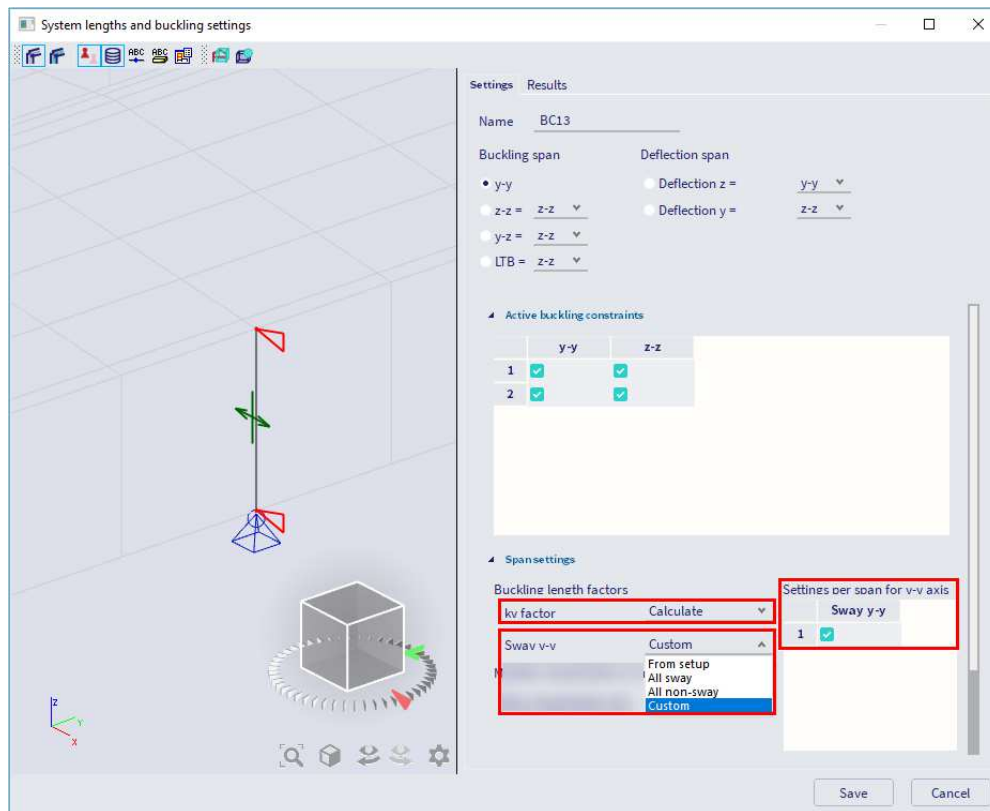 System lengths and buckling settings
ABC ABC
Settings Results
Name BC13
Buckling span Deflection span
y-y Deflection z = y-y
z-z = z-z Deflection y = z-z
y-z = z-z
LTB = z-z
Active buckling constraints
y-y z-z
1
2
Span settings
Buckling length factors Settings per span for y-y axis
ky factor Calculate Sway y-y
1
Sway y-y Custom
From setup
All sway
All non-sway
Custom
z
Y
X
Save Cancel